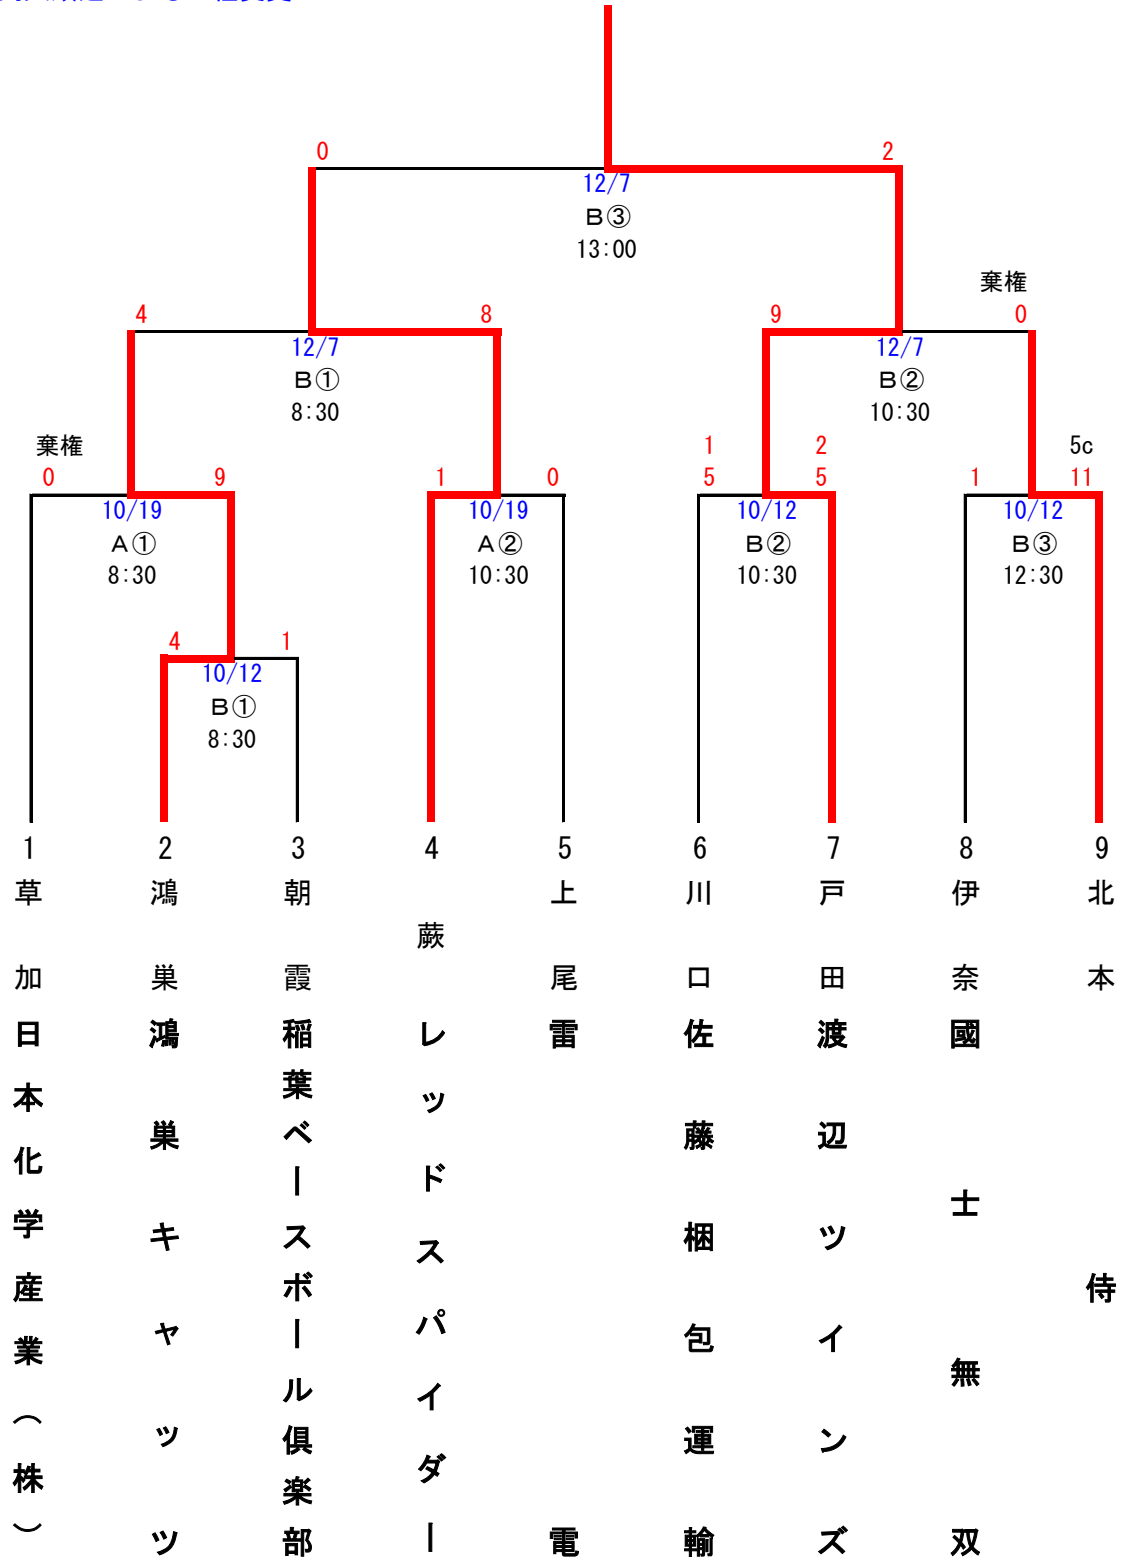 0 2
12/7
B③
13:00
棄権
4 8 9 0
12/7 12/7
B① B②
8:30 10:30
棄権 1 2 5c
0 9 1 0 5 5 1 11
10/19 10/19 10/12 10/12
A① A② B② B③
8:30 10:30 10:30 12:30
4 1
10/12
B①
8:30
1 2 3 4 5 6 7 8 9
草加
鴻巣
朝霞
蕨
上尾
川口
戸田
伊奈
北本
日本化学産業(株)
鴻巣キャッツ
稲葉ベースボール倶楽部
レッドスパイダー
雷電
佐藤梱包運輸
渡辺ツインズ
國士無双
侍